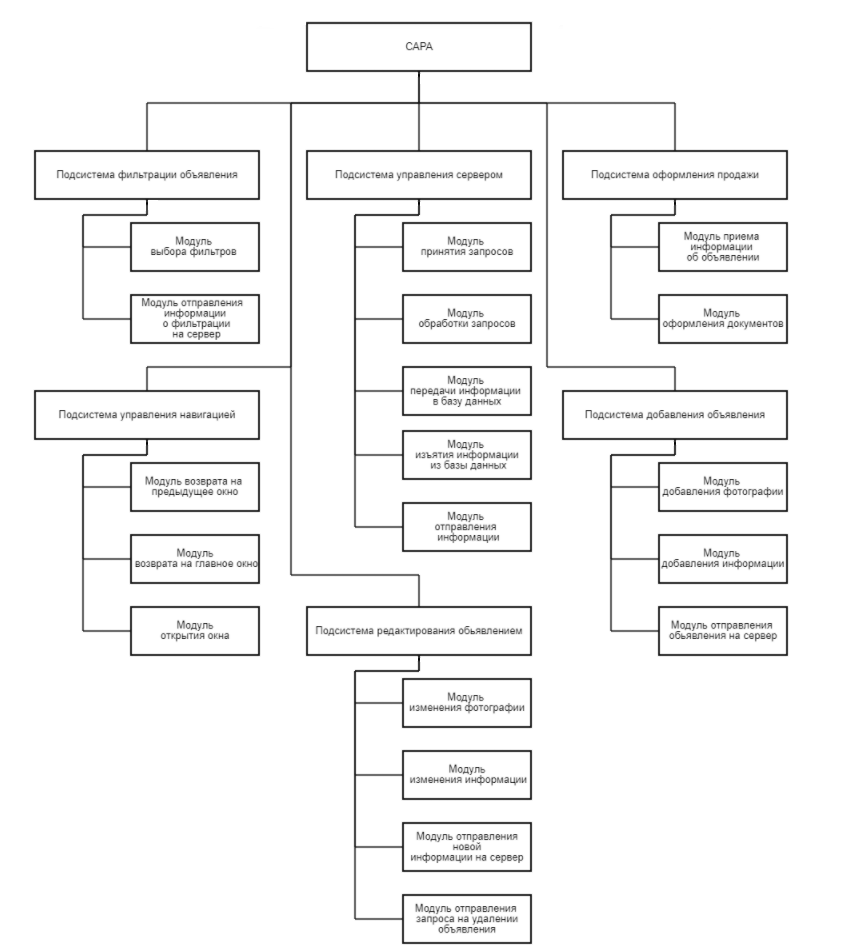 САРА
Подсистема фильтрации объявления
Модуль
выбора фильтров
Модуль отправления
информации
о фильтрации
на сервер
Подсистема управления сервером
Модуль
принятия запросов
Модуль
обработки запросов
Модуль
передачи информации
в базу данных
Модуль
изъятия информации
из базы данных
Модуль
отправления
информации
Подсистема оформления продажи
Модуль приема
информации
об объявлении
Модуль
оформления документов
Подсистема управления навигацией
Модуль возврата на
предыдущее окно
Модуль
возврата на главное окно
Модуль
открытия окна
Подсистема редактирования обьявлением
Модуль
изменения фотографии
Модуль
изменения информации
Модуль отправления
новой
информации на сервер
Модуль отправления
запроса на удалении
объявления
Подсистема добавления объявления
Модуль
добавления фотографии
Модуль
добавления информации
Модуль отправления
обьявления на сервер